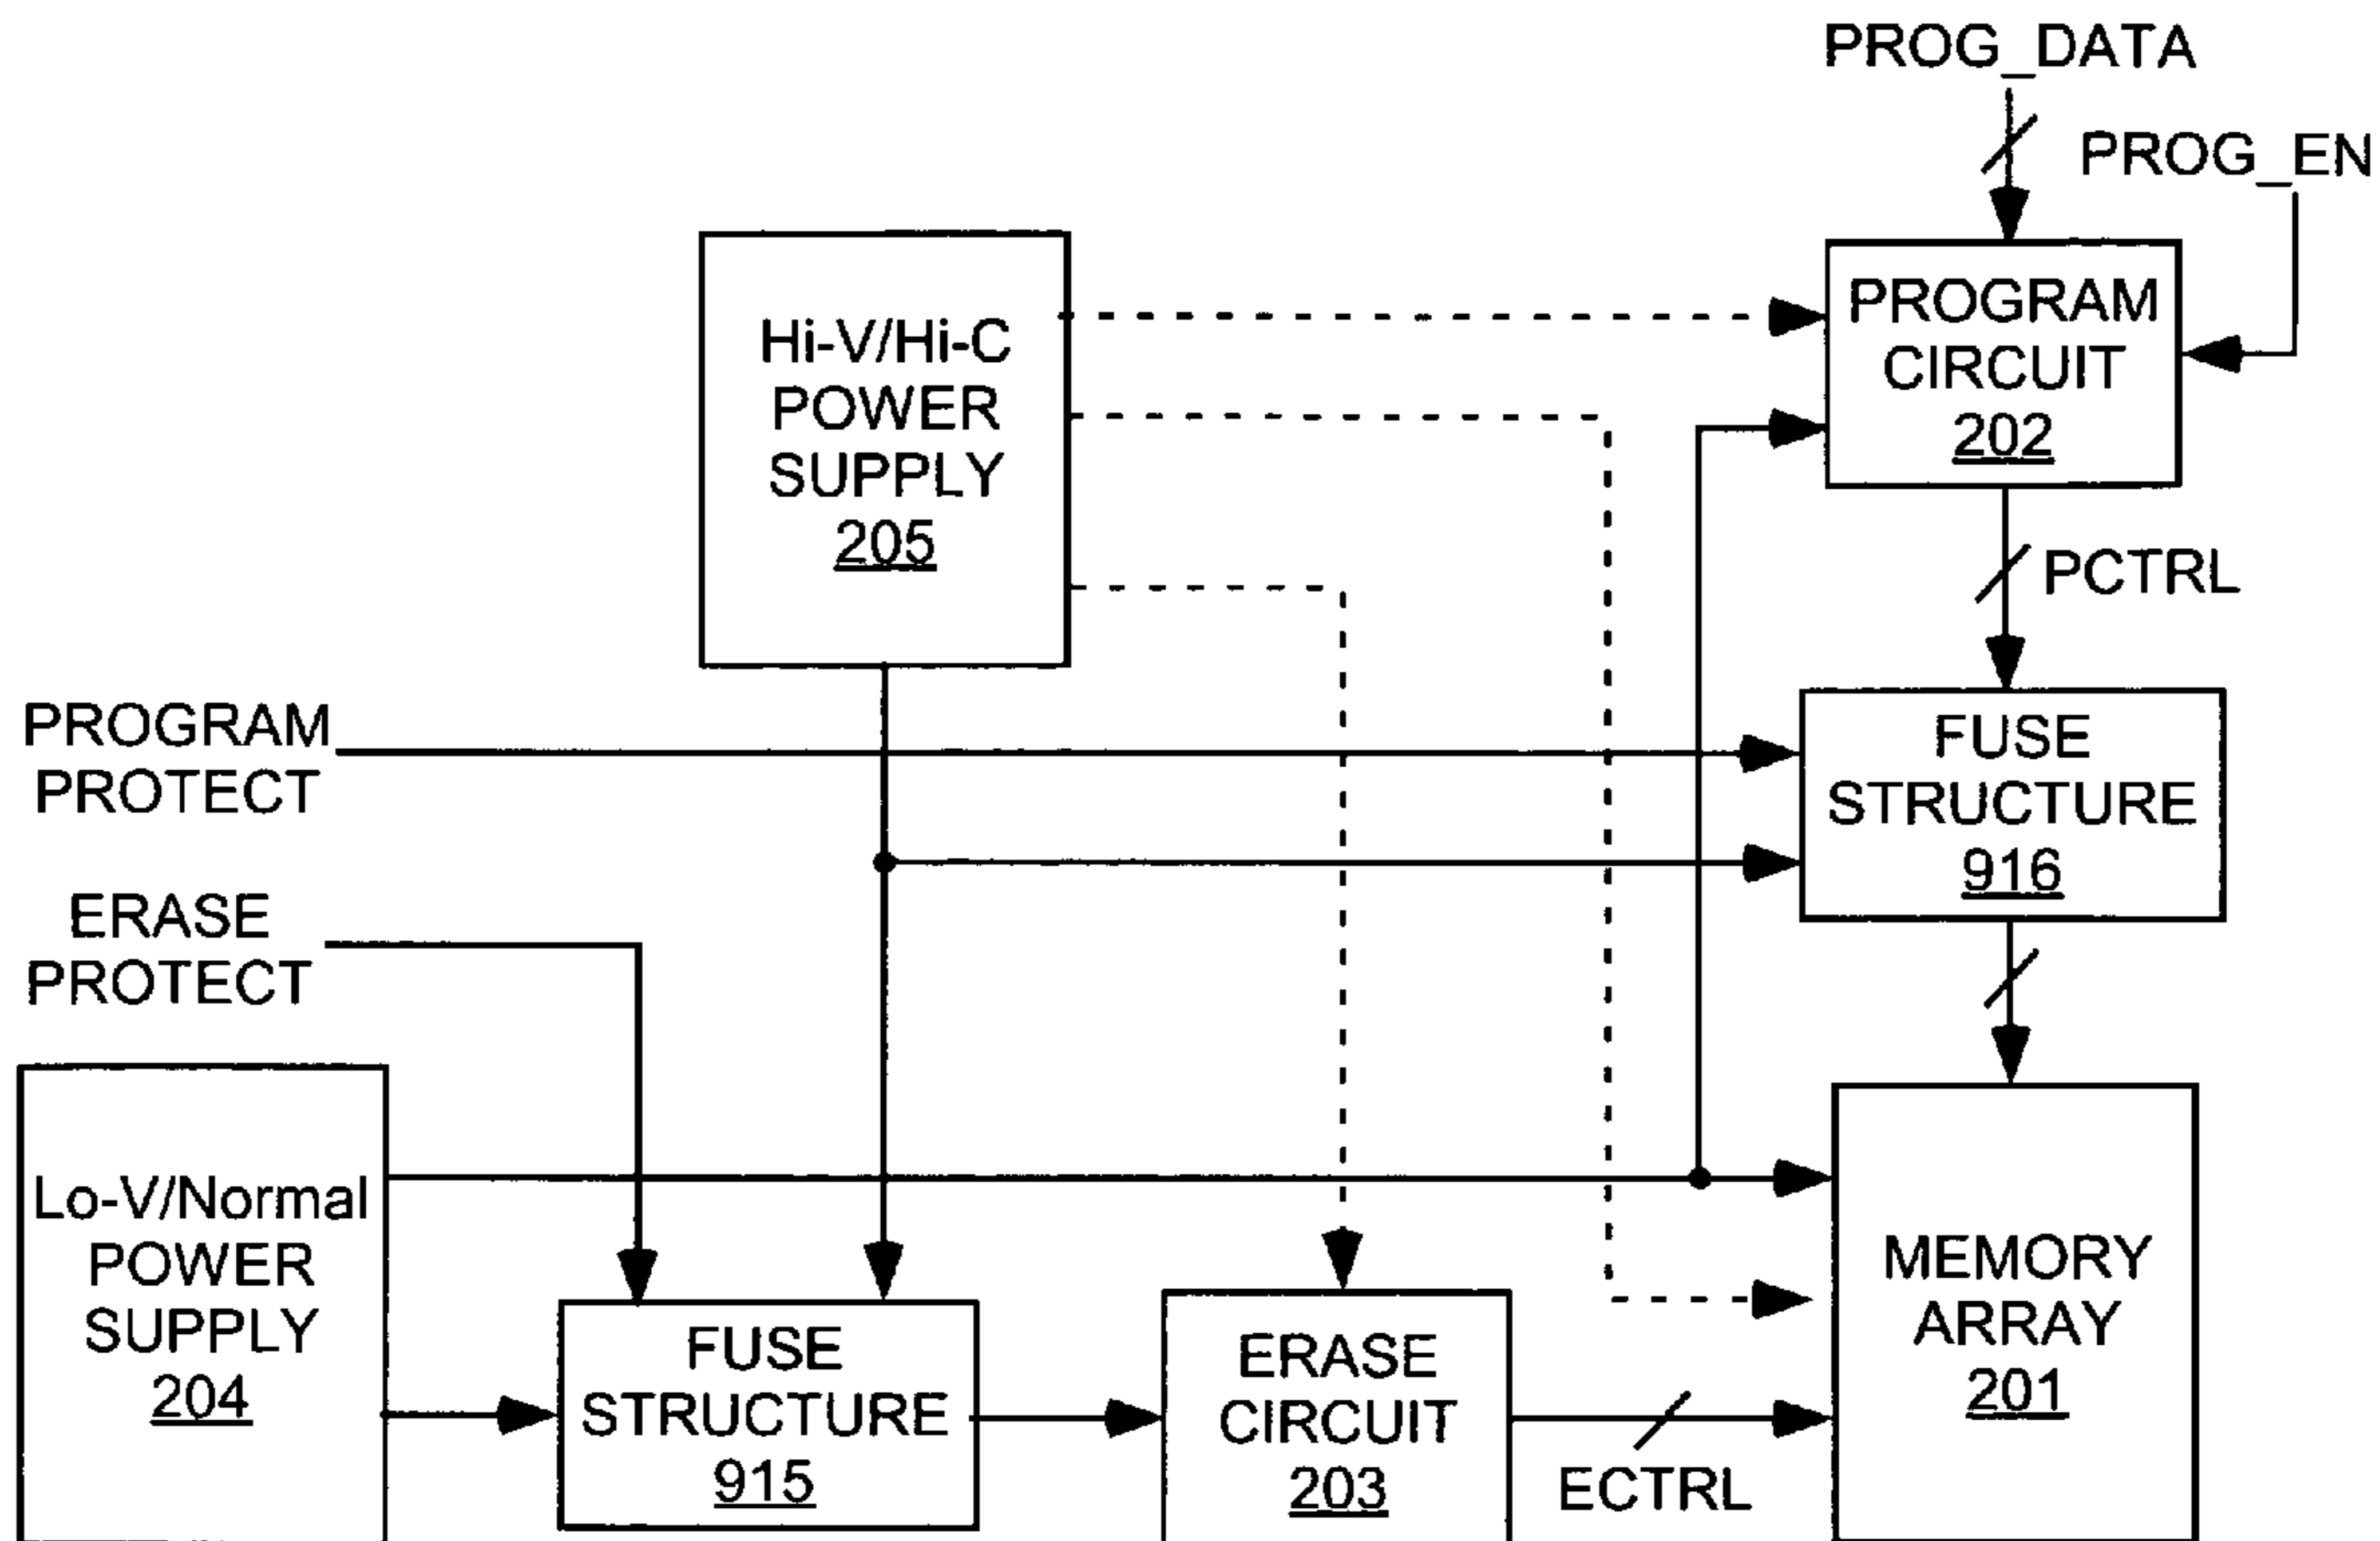 PROG_DATA
PROG_EN
Hi-V/Hi-C
POWER
SUPPLY
205
PROGRAM
CIRCUIT
202
PCTRL
PROGRAM
PROTECT
FUSE
STRUCTURE
916
ERASE
PROTECT
Lo-V/Normal
POWER
SUPPLY
204
FUSE
STRUCTURE
915
ERASE
CIRCUIT
203
ECTRL
MEMORY
ARRAY
201